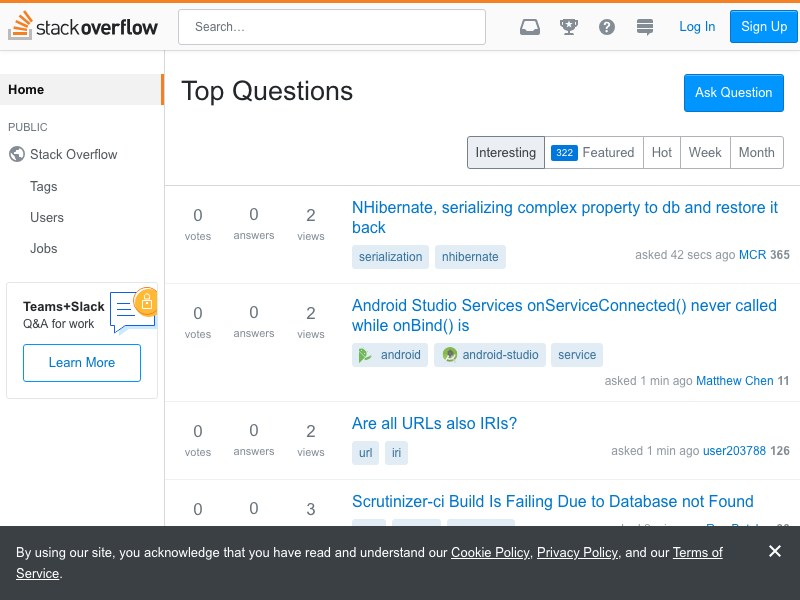 stackoverflow
Search…
Log In
Sign Up
Home
PUBLIC
Stack Overflow
Tags
Users
Jobs
Teams+Slack
Q&A for work
Learn More
Top Questions
Ask Question
Interesting
322 Featured
Hot
Week
Month
0 votes
0 answers
2 views
NHibernate, serializing complex property to db and restore it
back
serialization nhibernate
asked 42 secs ago MCR 365
0 votes
0 answers
2 views
Android Studio Services onServiceConnected() never called
while onBind() is
android android-studio service
asked 1 min ago Matthew Chen 11
0 votes
0 answers
2 views
Are all URLs also IRIs?
url iri
asked 1 min ago user203788 126
0
0
3
Scrutinizer-ci Build Is Failing Due to Database not Found
By using our site, you acknowledge that you have read and understand our Cookie Policy, Privacy Policy, and our Terms of
Service.